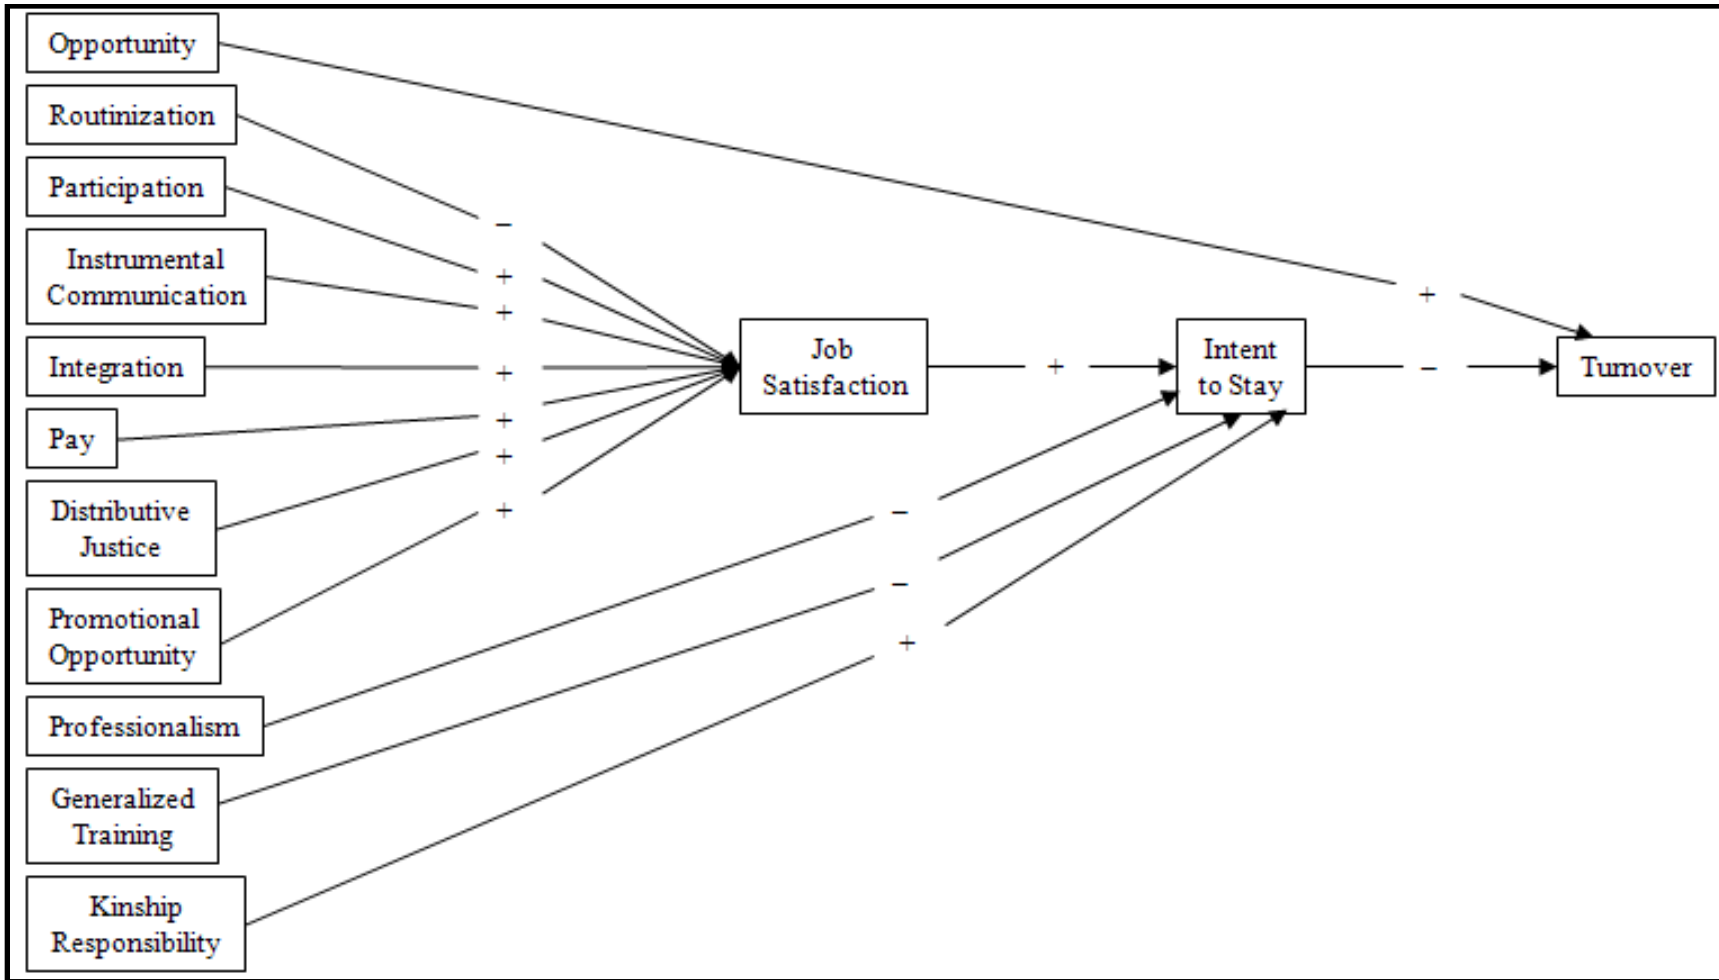 Opportunity
Routinization
Participation
Instrumental
Communication
Integration
Pay
Distributive
Justice
Promotional
Opportunity
Professionalism
Generalized
Training
Kinship
Responsibility
−
+
+
+
+
+
+
Job
Satisfaction
+
−
−
+
Intent
to Stay
+
−
Turnover